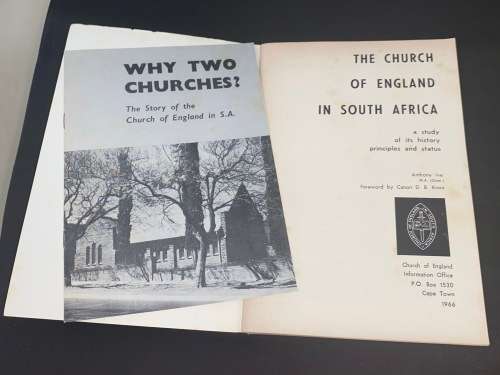 WHY TWO
CHURCHES?
The Story of the
Church of England in S.A.
THE CHURCH
OF ENGLAND
IN SOUTH AFRICA
a study
of its history
principles and status
Anthony Ive
Foreword by Canon D. B. Knox
Church of England
Information Office
P.O. Box 1530
Cape Town
1966